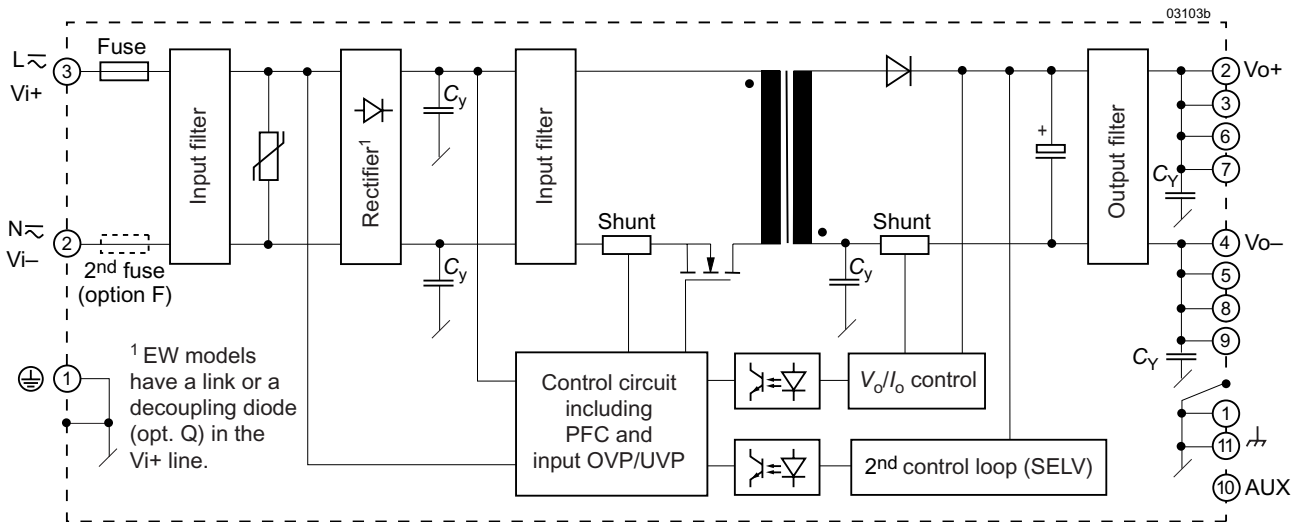 03103b
L
3
Vi+
Fuse
Input filter
Rectifier¹
Cy
Input filter
2
Vo+
3
6
7
CY
Output filter
N
2
Vi–
2nd fuse
(option F)
Cy
Shunt
Cy
Shunt
4
Vo–
5
8
9
CY
1
1 EW models
have a link or a
decoupling diode
(opt. Q) in the
Vi+ line.
Control circuit
including
PFC and
input OVP/UVP
Vo/Io control
2nd control loop (SELV)
+
1
11
10
AUX